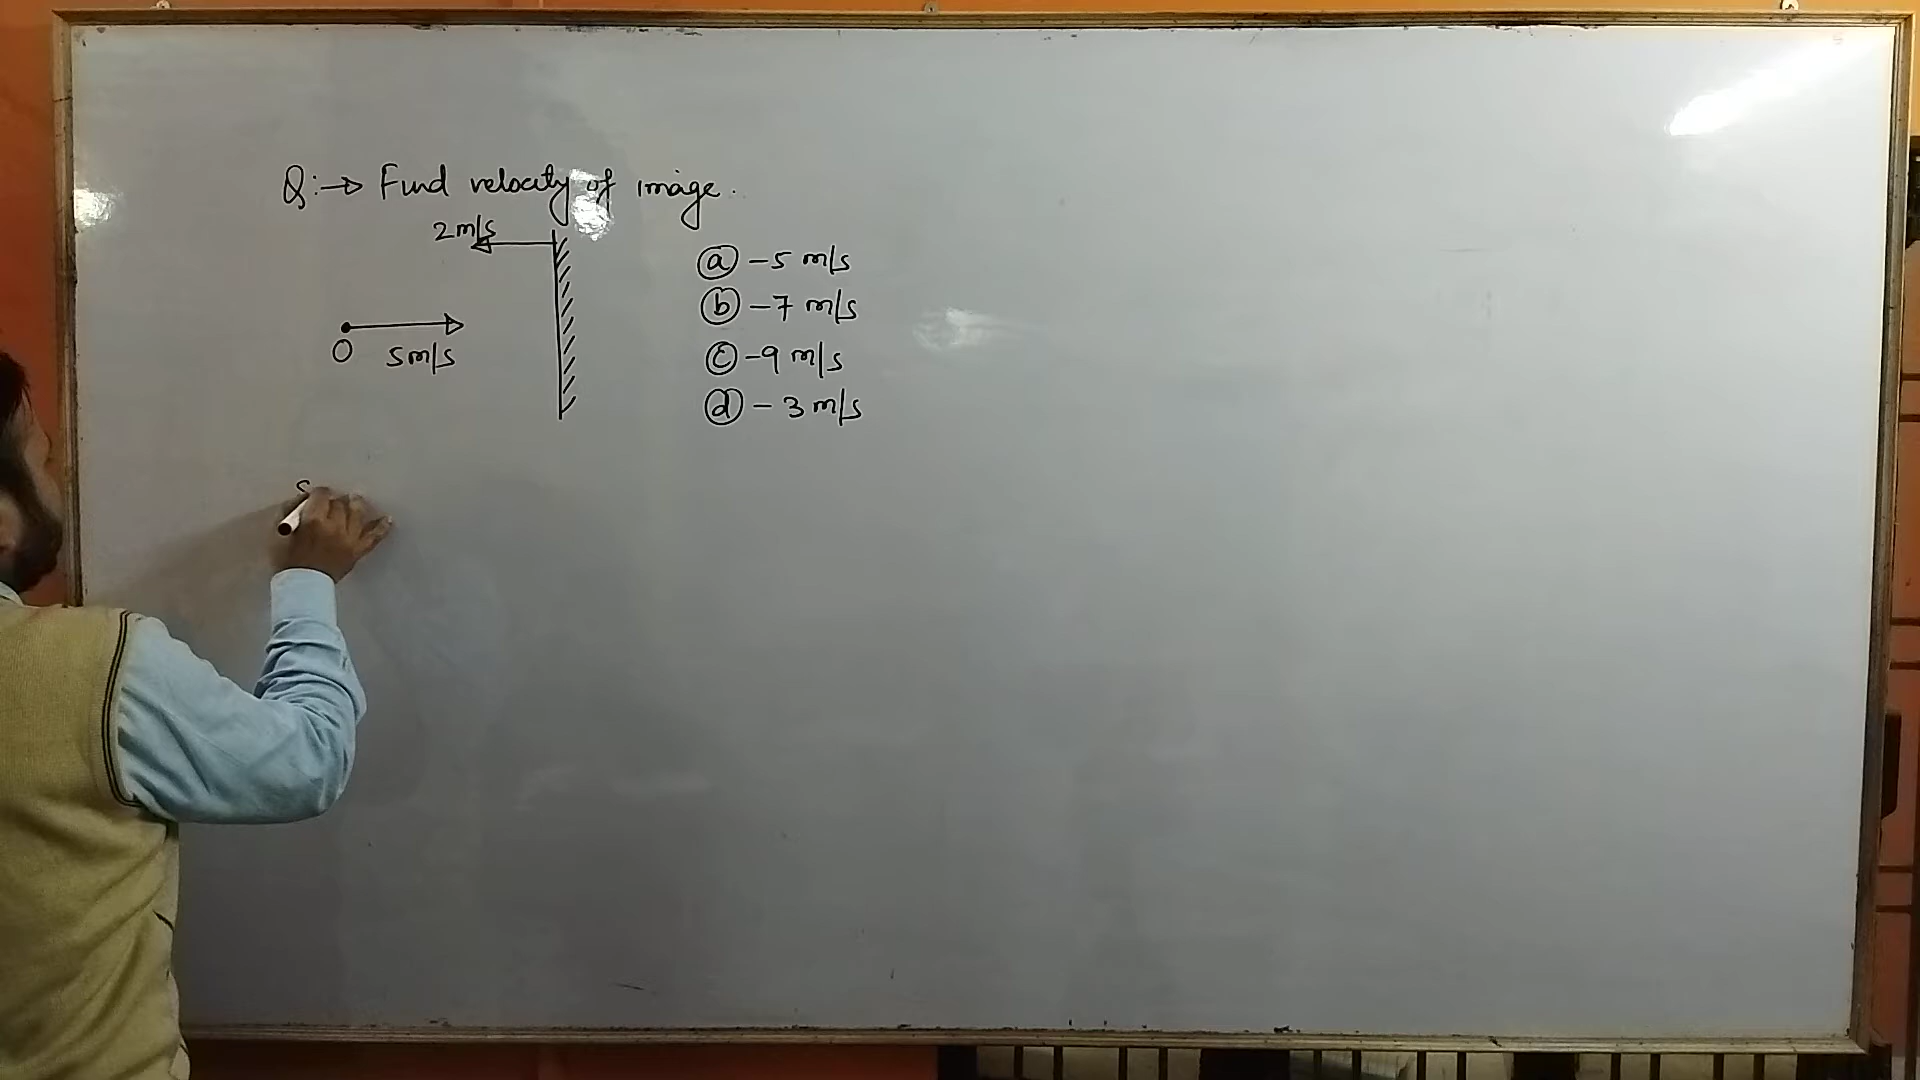 Q:→ Find velocity of image.
2m/s
O 5m/s
ⓐ -5 m/s
ⓑ -7 m/s
ⓒ -9 m/s
ⓓ - 3 m/s
S